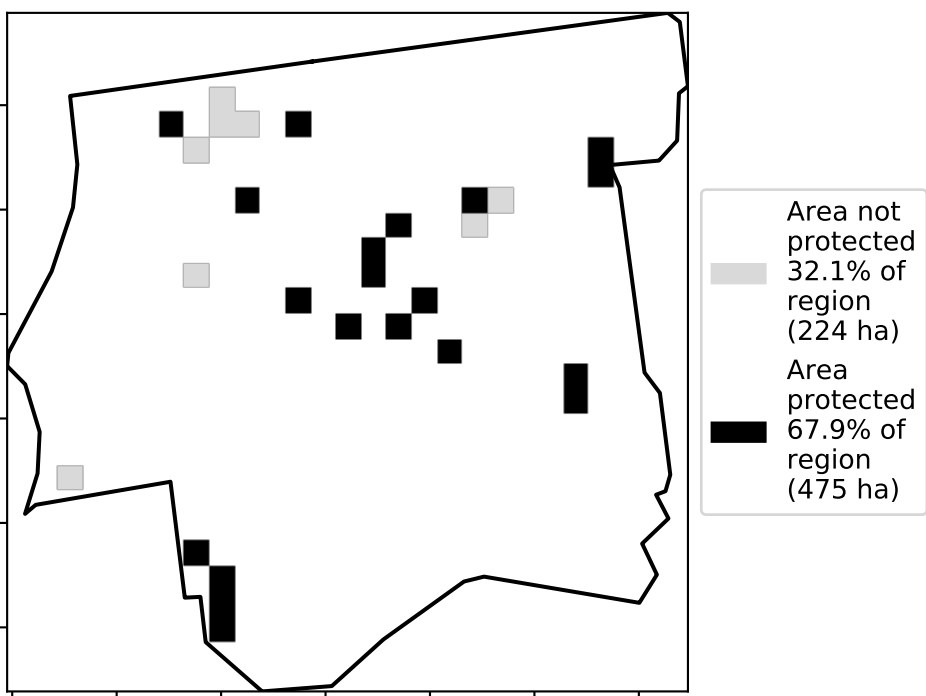 Area not
protected
32.1% of
region
(224 ha)
Area
protected
67.9% of
region
(475 ha)